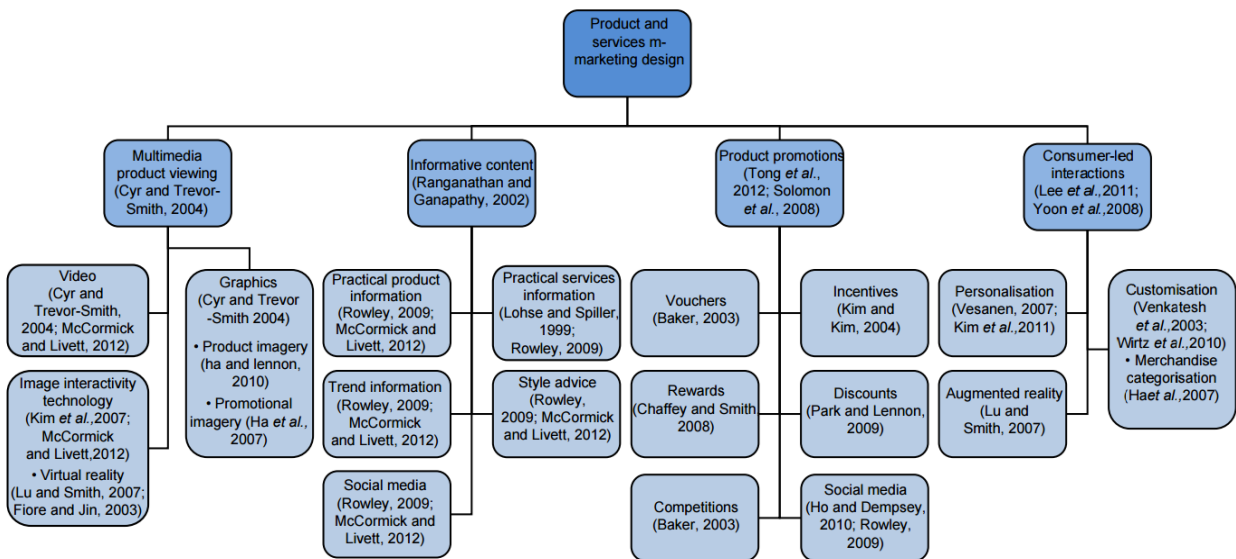 Product and
services m-
marketing design
Multimedia
product viewing
(Cyr and Trevor-
Smith, 2004)
Informative content
(Ranganathan and
Ganapathy, 2002)
Product promotions
(Tong et al.,
2012; Solomon
et al., 2008)
Consumer-led
interactions
(Lee et al.,2011;
Yoon et al.,2008)
Video
(Cyr and
Trevor-Smith,
2004; McCormick
and Livett, 2012)
Graphics
(Cyr and Trevor
-Smith 2004)
• Product imagery
(ha and lennon,
2010)
• Promotional
imagery (Ha et al.,
2007)
Image interactivity
technology
(Kim et al.,2007;
McCormick
and Livett,2012)
• Virtual reality
(Lu and Smith, 2007;
Fiore and Jin, 2003)
Practical product
information
(Rowley, 2009;
McCormick and
Livett, 2012)
Practical services
information
(Lohse and Spiller,
1999;
Rowley, 2009)
Trend information
(Rowley, 2009;
McCormick
and Livett, 2012)
Style advice
(Rowley,
2009; McCormick
and Livett, 2012)
Social media
(Rowley, 2009;
McCormick and
Livett, 2012)
Vouchers
(Baker, 2003)
Incentives
(Kim and
Kim, 2004)
Rewards
(Chaffey and Smith
2008)
Discounts
(Park and Lennon,
2009)
Competitions
(Baker, 2003)
Social media
(Ho and Dempsey,
2010; Rowley,
2009)
Personalisation
(Vesanen, 2007;
Kim et al.,2011)
Customisation
(Venkatesh
et al.,2003;
Wirtz et al.,2010)
• Merchandise
categorisation
(Haet al.,2007)
Augmented reality
(Lu and
Smith, 2007)